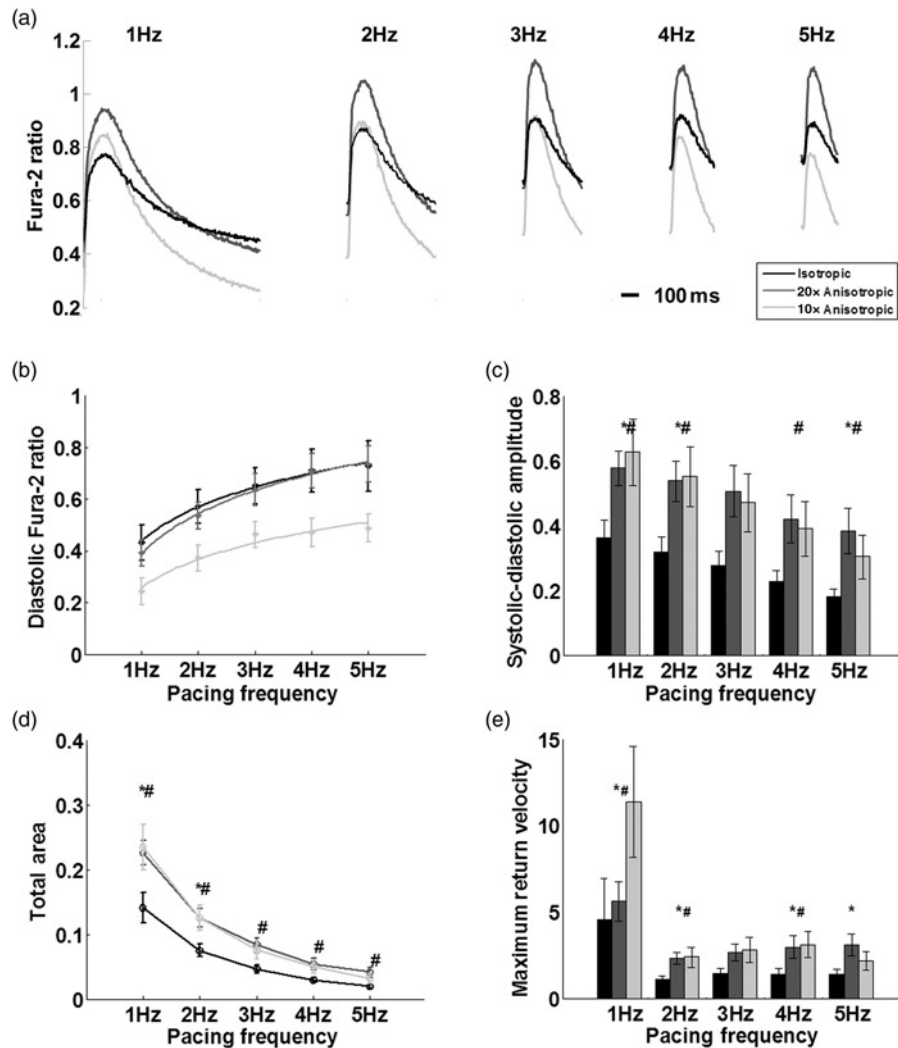 (a)
1Hz 2Hz 3Hz 4Hz 5Hz
1.2
1
0.8
0.6
0.4
0.2
Fura-2 ratio
100 ms
Isotropic
20× Anisotropic
10× Anisotropic
(b)
1
0.8
0.6
0.4
0.2
0
Diastolic Fura-2 ratio
1Hz 2Hz 3Hz 4Hz 5Hz
Pacing frequency
(c)
0.8
0.6
0.4
0.2
0
Systolic-diastolic amplitude
*# *# # *#
1Hz 2Hz 3Hz 4Hz 5Hz
Pacing frequency
(d)
0.4
0.3
0.2
0.1
0
Total area
*# *# # # #
1Hz 2Hz 3Hz 4Hz 5Hz
Pacing frequency
(e)
15
10
5
0
Maximum return velocity
*# *# *# *
1Hz 2Hz 3Hz 4Hz 5Hz
Pacing frequency